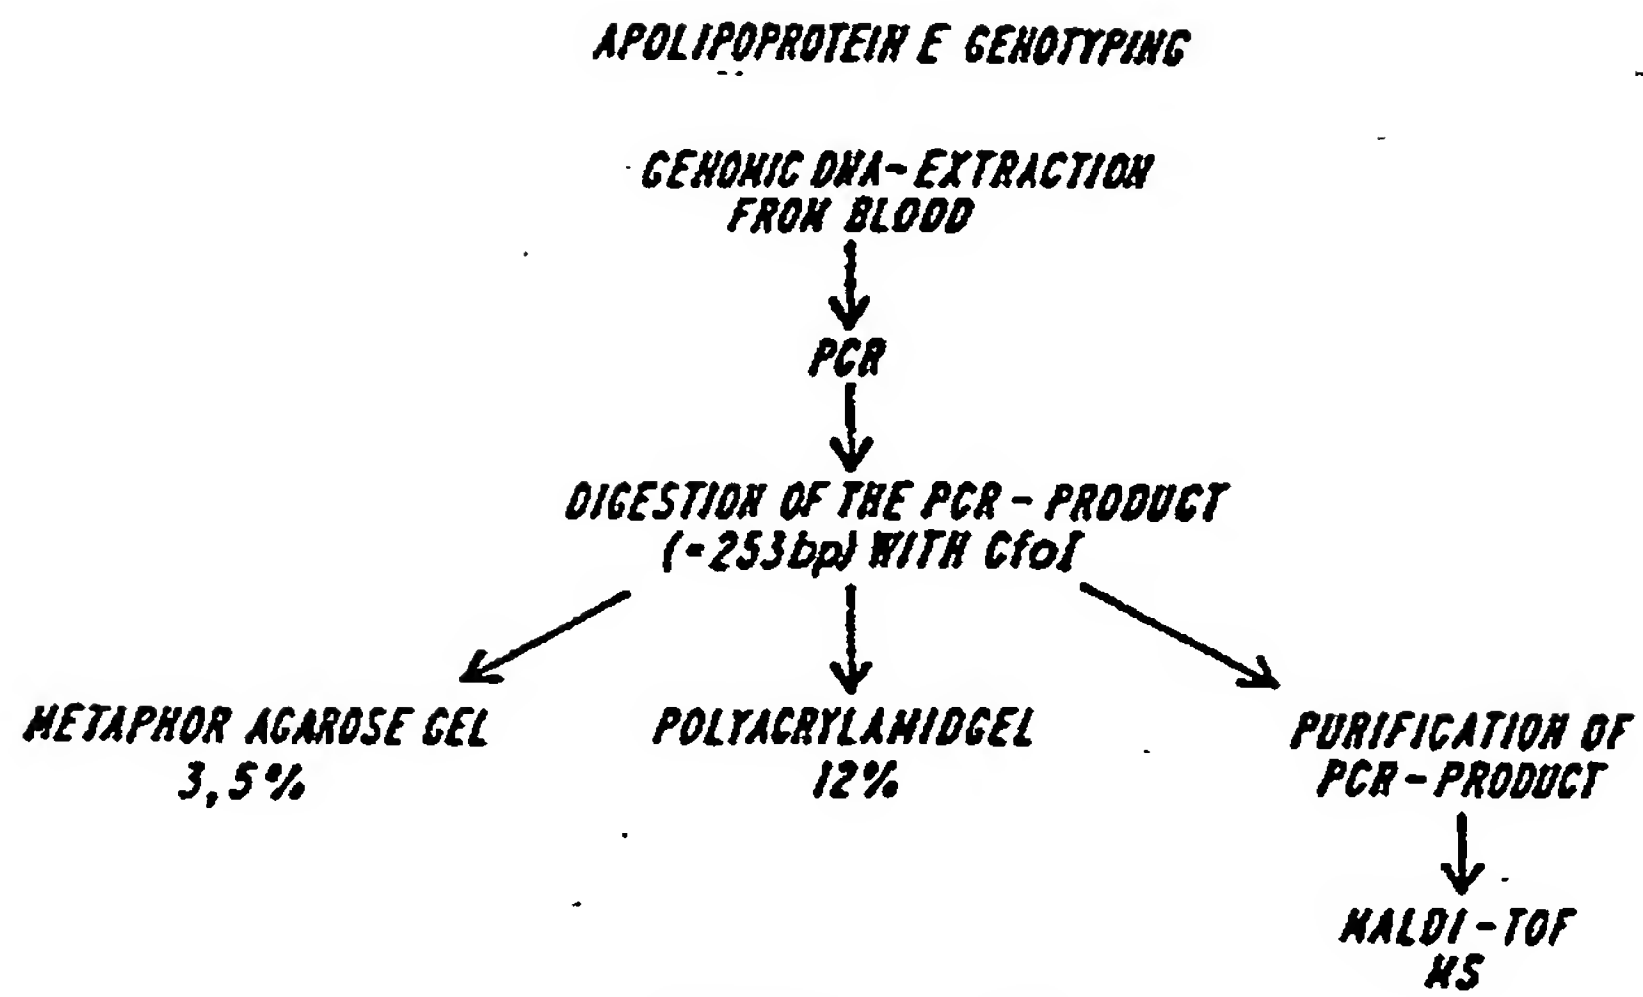 APOLIPOPROTEIN E GENOTYPING
GENOMIC DNA-EXTRACTION
FROM BLOOD
PCR
DIGESTION OF THE PCR - PRODUCT
(=253bp) WITH CfoI
METAPHOR AGAROSE GEL
3,5%
POLYACRYLAMIDGEL
12%
PURIFICATION OF
PCR - PRODUCT
MALDI - TOF
MS